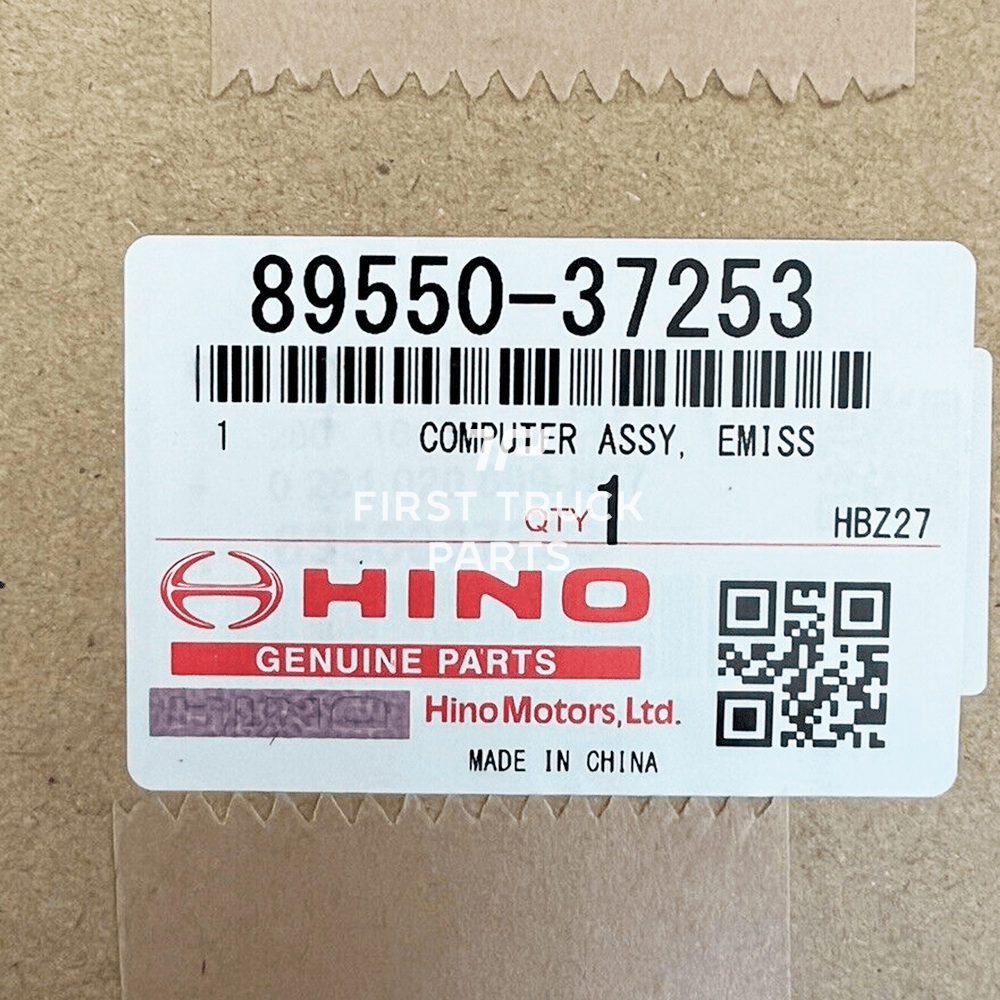 89550-37253
1 COMPUTER ASSY, EMISS
FIRST TRUCK
PARTS
QTY 1 HBZ27
HINO
GENUINE PARTS
Hino Motors, Ltd.
MADE IN CHINA